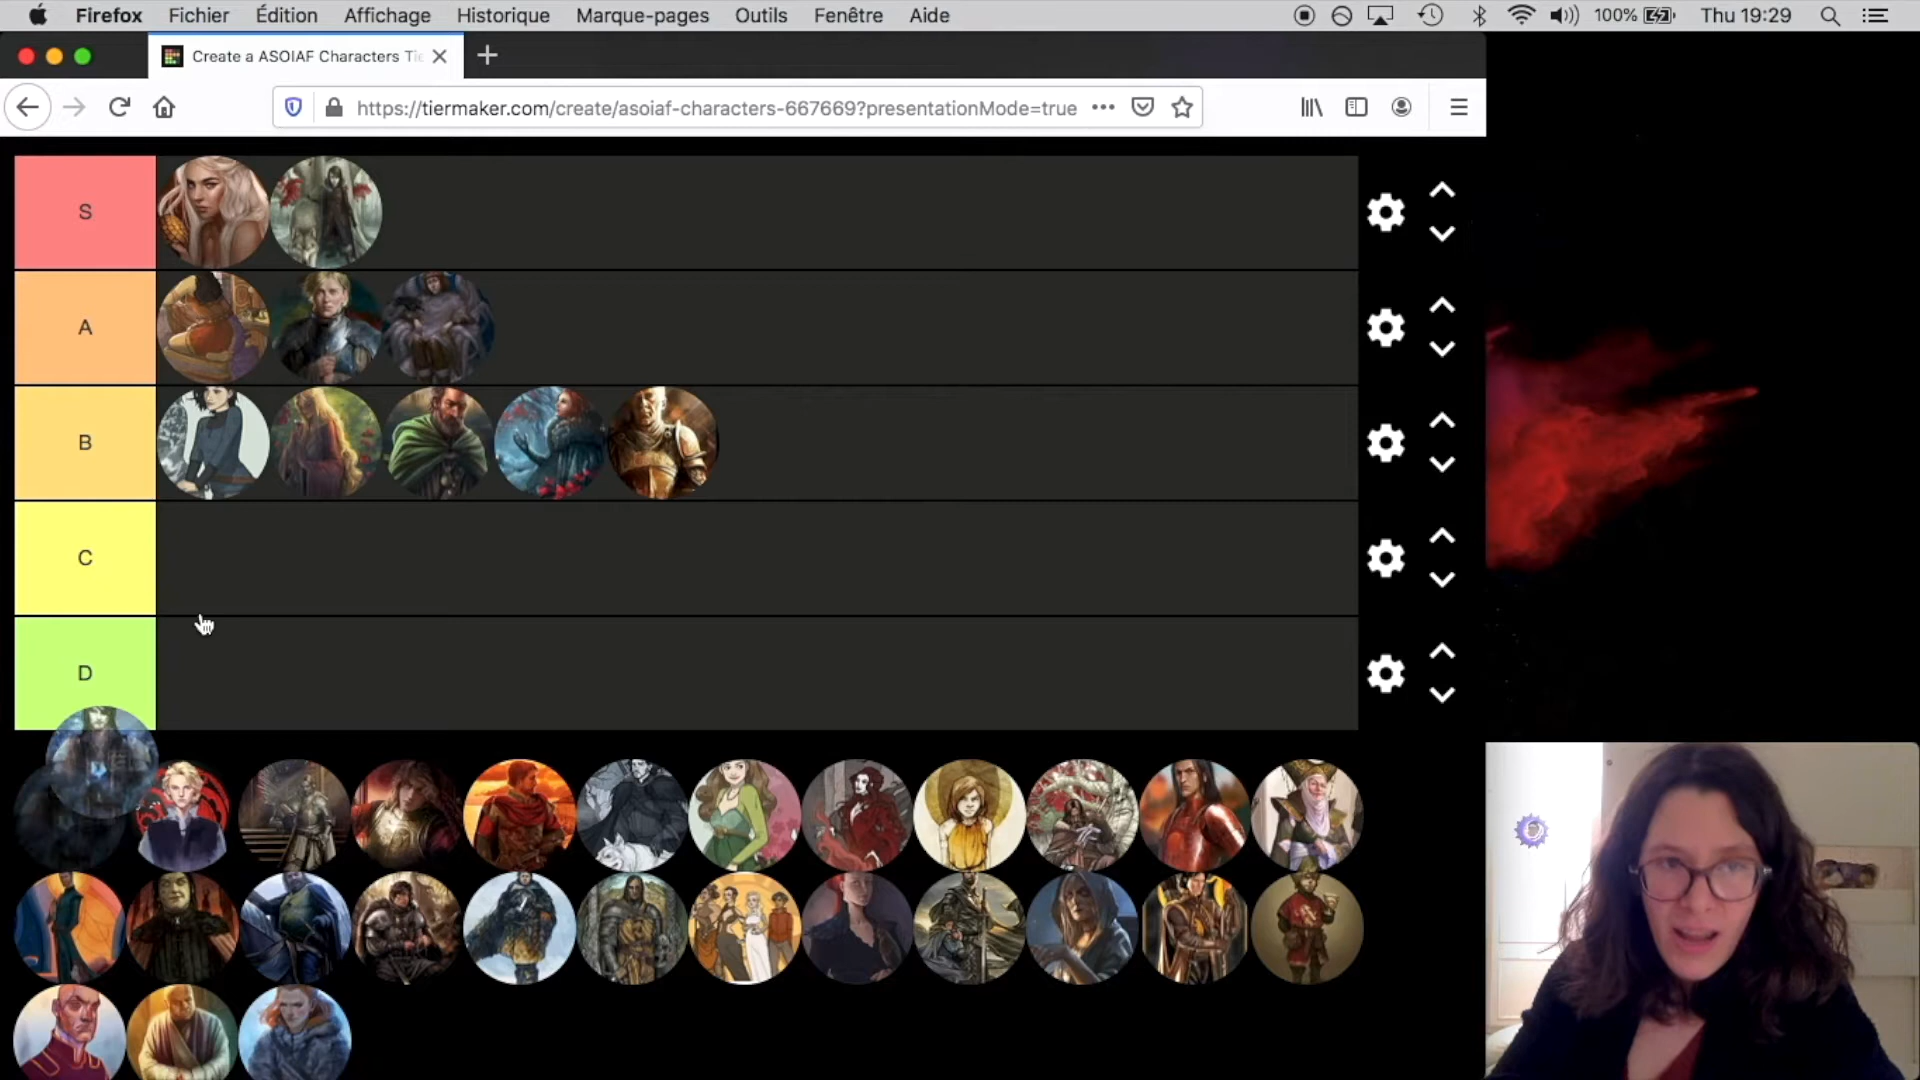 Firefox Fichier Édition Affichage Historique Marque-pages Outils Fenêtre Aide 100% Thu 19:29
Create a ASOIAF Characters Tie
https://tiermaker.com/create/asoiaf-characters-667669?presentationMode=true
S
A
B
C
D